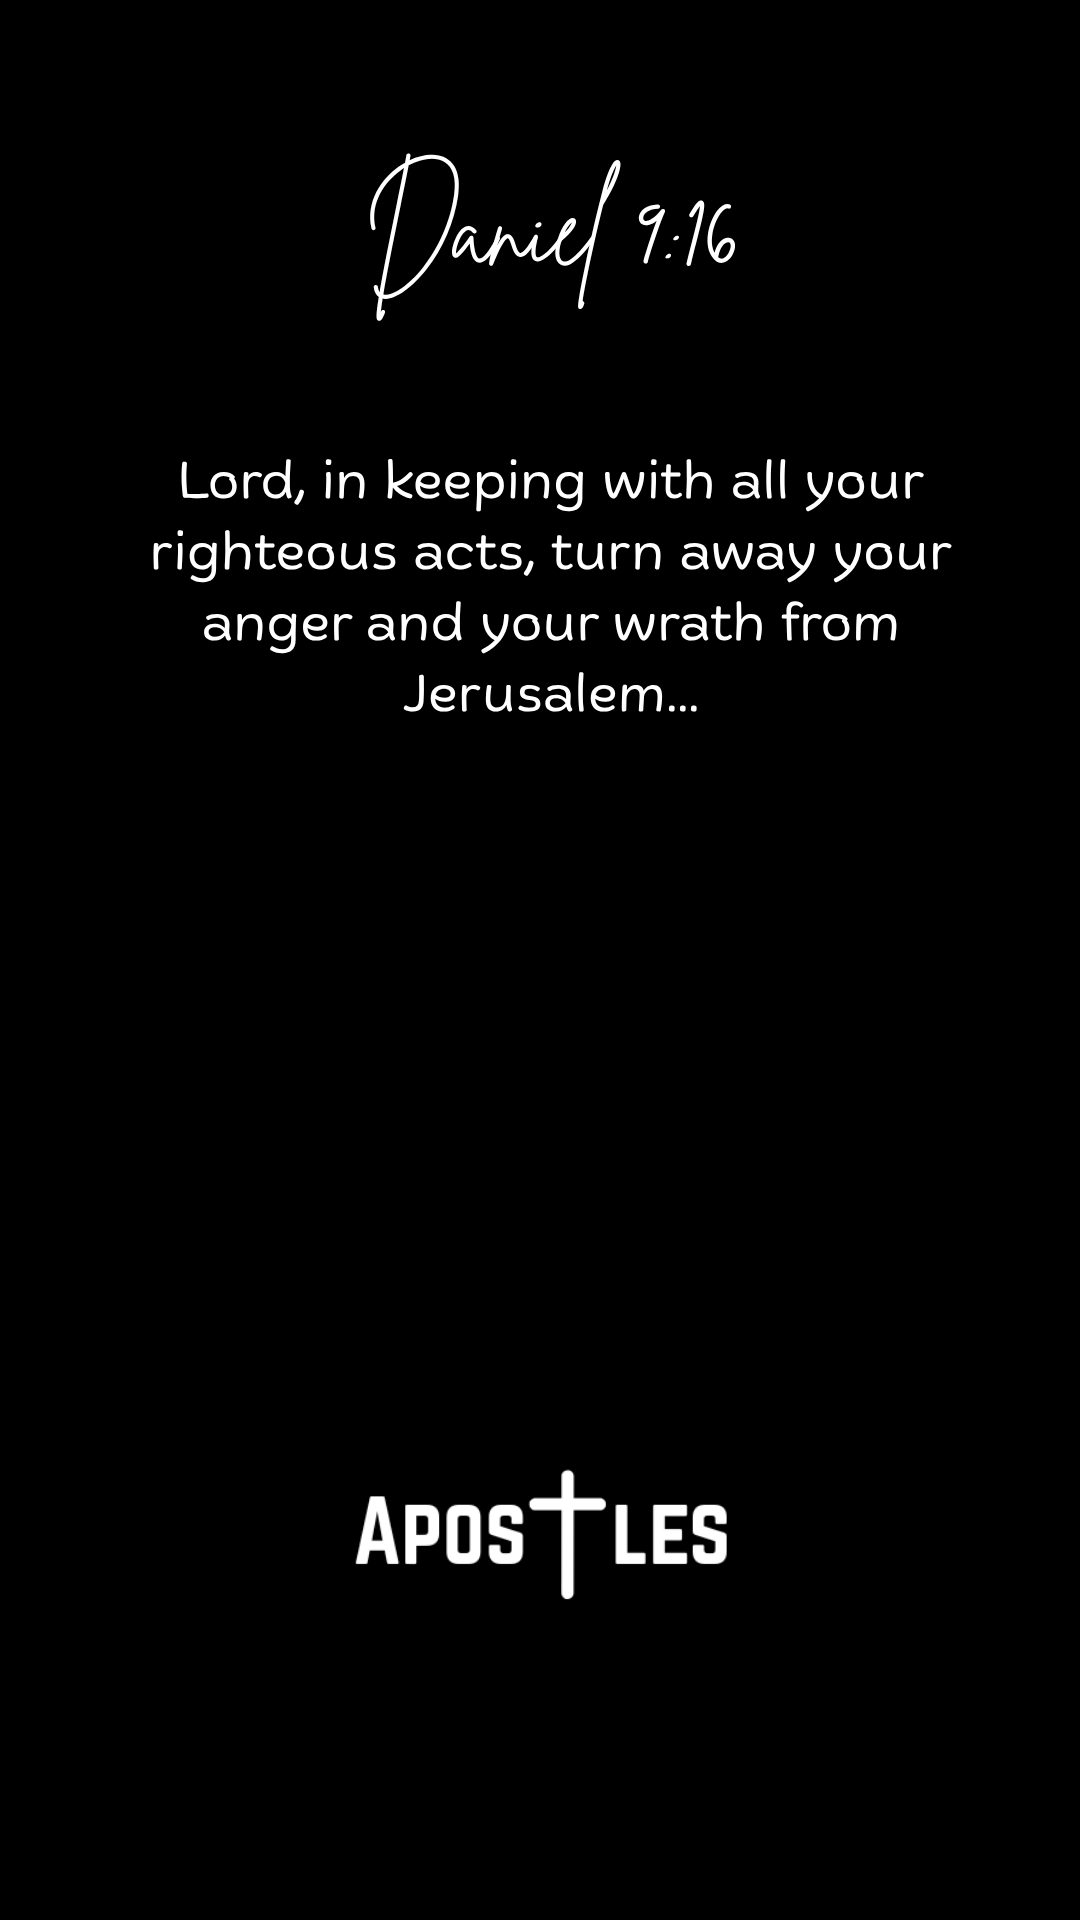 Daniel 9:16
Lord, in keeping with all your
righteous acts, turn away your
anger and your wrath from
Jerusalem...
APOSTLES